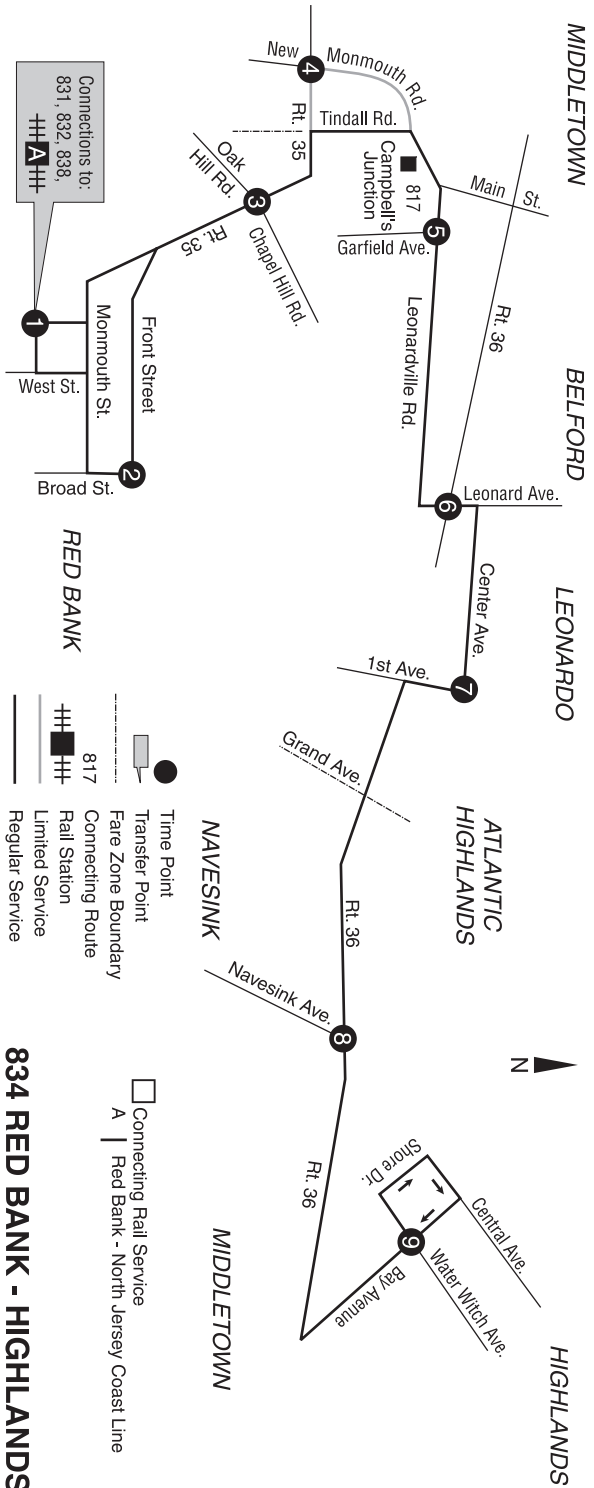 MIDDLETOWN
BELFORD
LEONARDO
ATLANTIC
HIGHLANDS
HIGHLANDS
New
Monmouth Rd.
4
Rt. 35
Tindall Rd.
817
Campbell's
Junction
Main St.
5
Garfield Ave.
Rt. 36
Leonardville Rd.
6
Leonard Ave.
Center Ave.
7
1st Ave.
Grand Ave.
Rt. 36
Navesink Ave.
8
Rt. 36
N
Shore Dr.
Central Ave.
9
Water Witch Ave.
Bay Avenue
Oak
Hill Rd.
3
Chapel Hill Rd.
Rt. 35
Front Street
Monmouth St.
1
West St.
2
Broad St.
Connections to:
831, 832, 838,
A
RED BANK
NAVESINK
MIDDLETOWN
Time Point
Transfer Point
Fare Zone Boundary
817 Connecting Route
Rail Station
Limited Service
Regular Service
Connecting Rail Service
A Red Bank - North Jersey Coast Line
834 RED BANK - HIGHLANDS